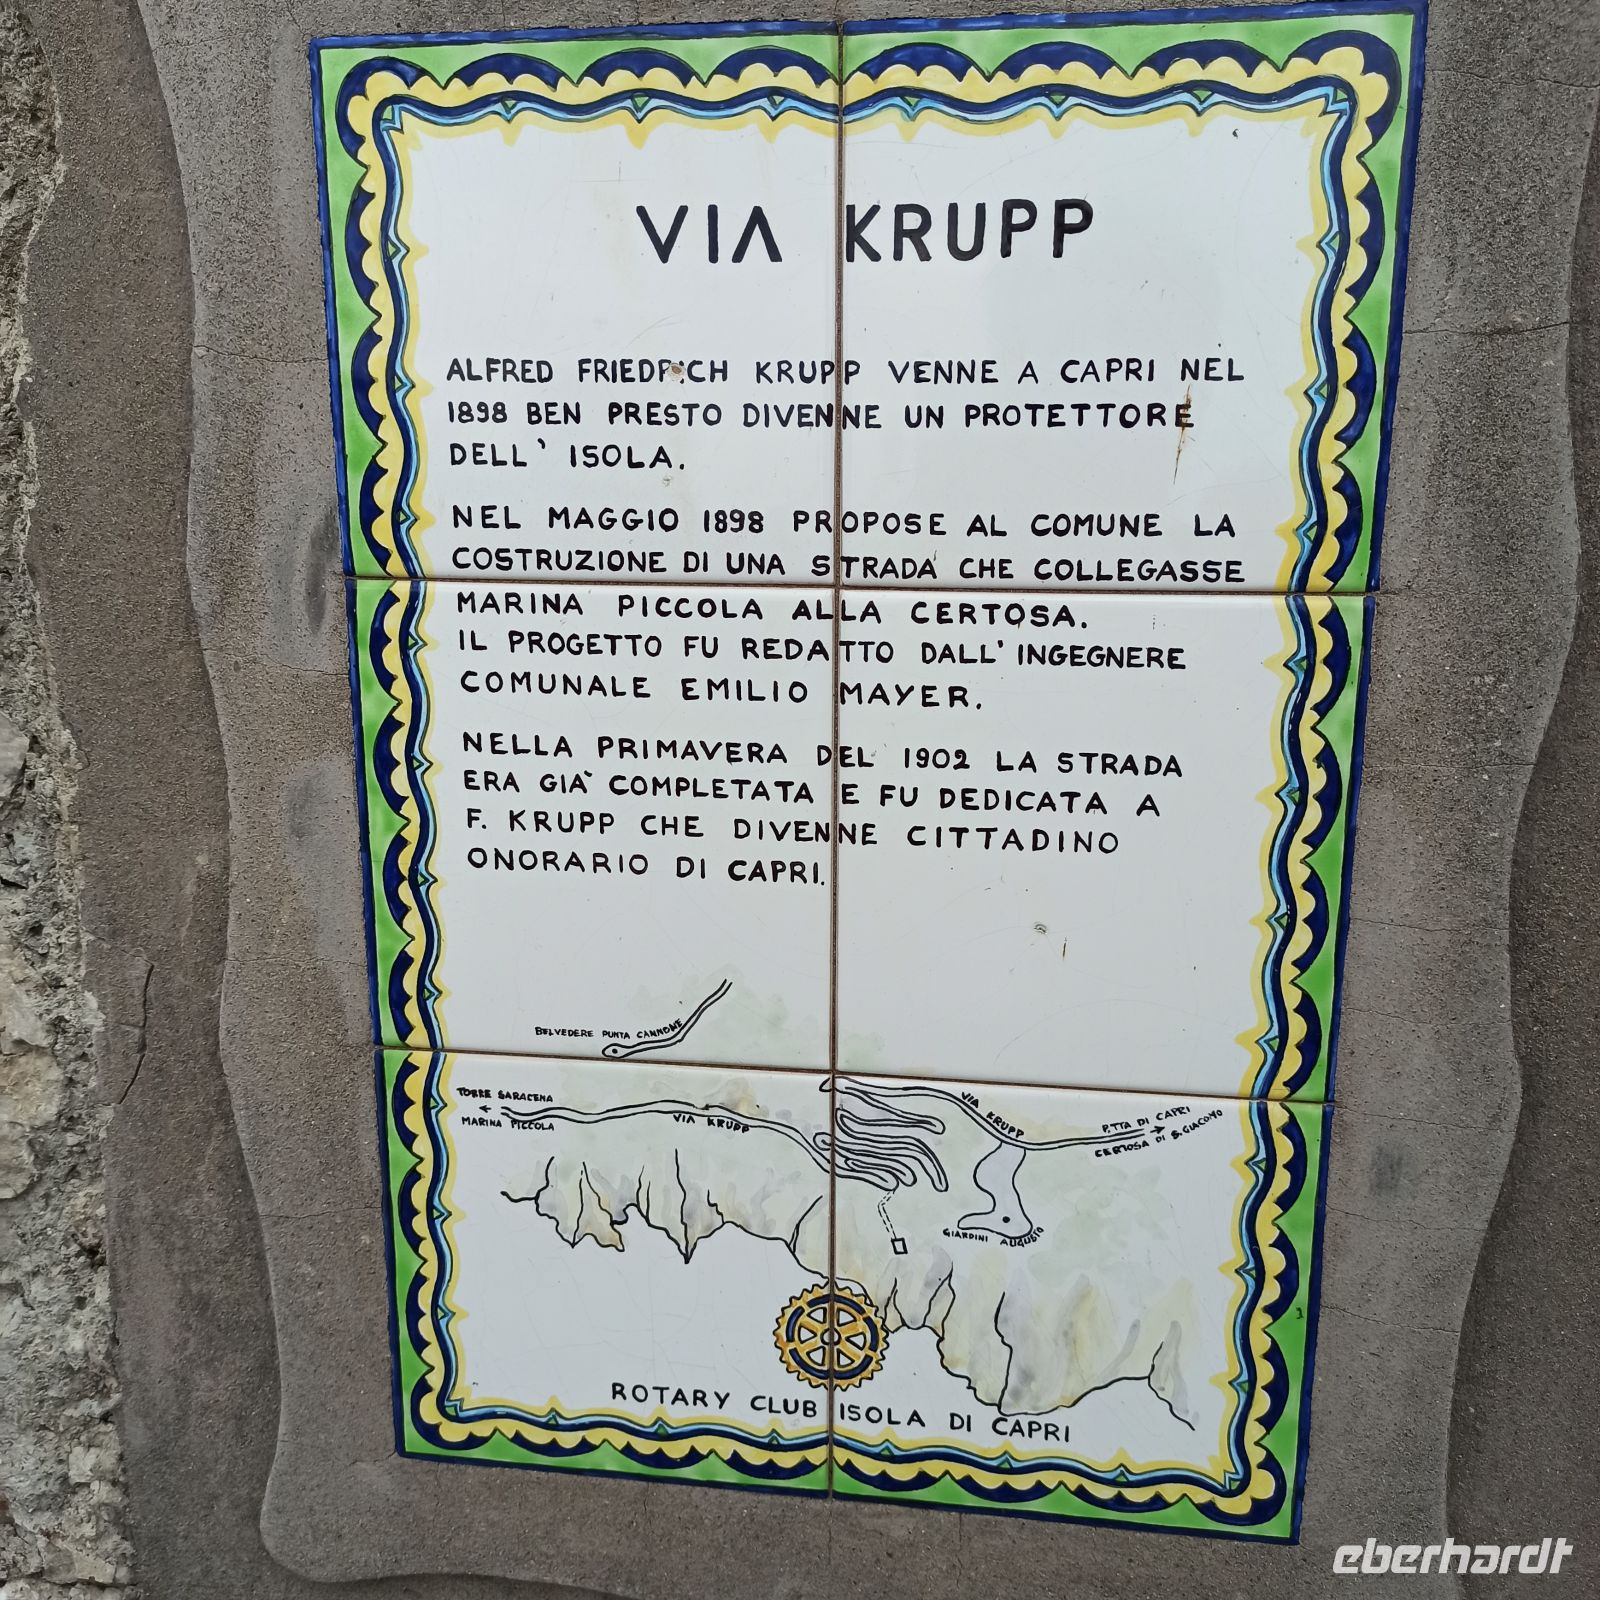 VIA KRUPP
ALFRED FRIEDRICH KRUPP VENNE A CAPRI NEL
1898 BEN PRESTO DIVENNE UN PROTETTORE
DELL' ISOLA.
NEL MAGGIO 1898 PROPOSE AL COMUNE LA
COSTRUZIONE DI UNA STRADA CHE COLLEGASSE
MARINA PICCOLA ALLA CERTOSA.
IL PROGETTO FU REDATTO DALL' INGEGNERE
COMUNALE EMILIO MAYER.
NELLA PRIMAVERA DEL 1902 LA STRADA
ERA GIA' COMPLETATA E FU DEDICATA A
F. KRUPP CHE DIVENNE CITTADINO
ONORARIO DI CAPRI.
BELVEDERE PUNTA CANNONE
TORRE SARACENA
MARINA PICCOLA
VIA KRUPP
VIA KRUPP
P.TTA DI CAPRI
CERTOSA DI S. GIACOMO
GIARDINI AUGUSTO
ROTARY CLUB ISOLA DI CAPRI
eberhardt